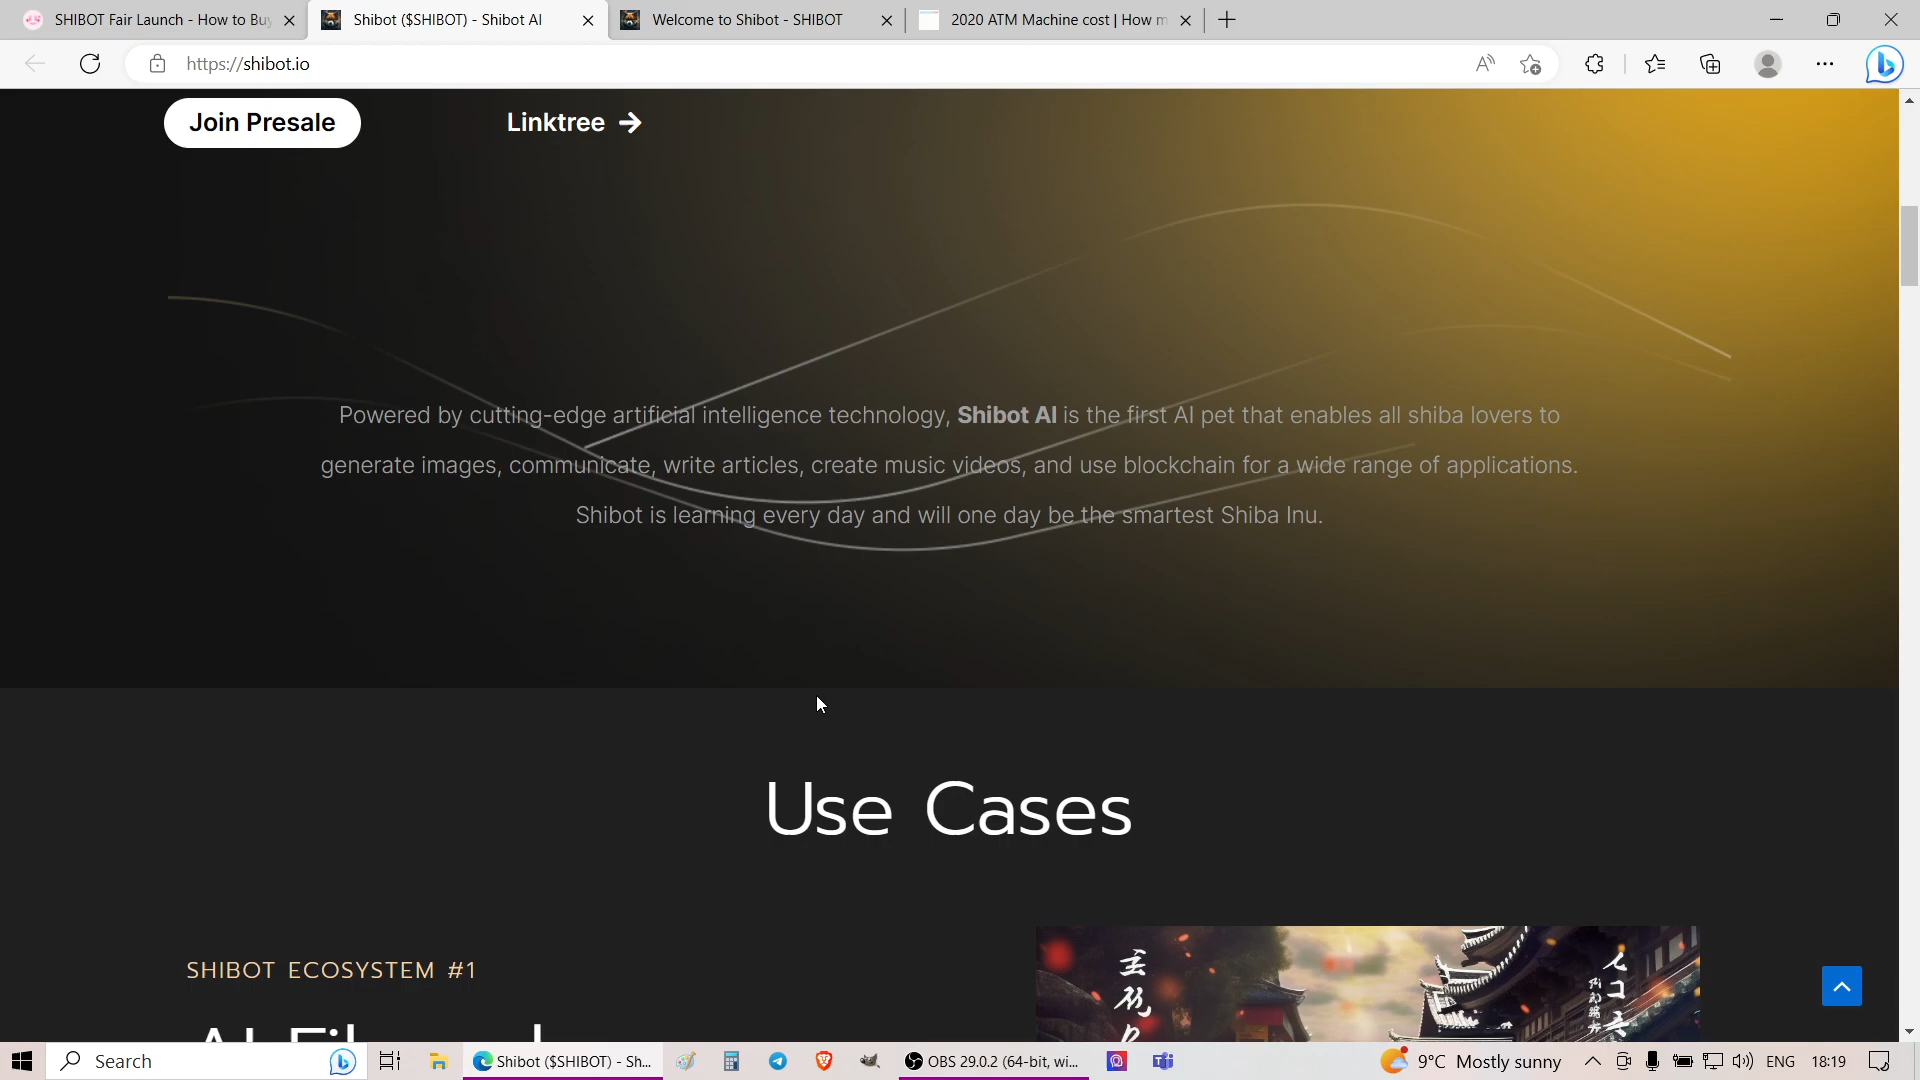 SHIBOT Fair Launch - How to Bu
Shibot ($SHIBOT) - Shibot AI
Welcome to Shibot - SHIBOT
2020 ATM Machine cost | How m
https://shibot.io
Join Presale
Linktree →
Powered by cutting-edge artificial intelligence technology, Shibot AI is the first AI pet that enables all shiba lovers to
generate images, communicate, write articles, create music videos, and use blockchain for a wide range of applications.
Shibot is learning every day and will one day be the smartest Shiba Inu.
Use Cases
SHIBOT ECOSYSTEM #1
Search
Shibot ($SHIBOT) - Sh...
OBS 29.0.2 (64-bit, wi...
9°C Mostly sunny
ENG
18:19